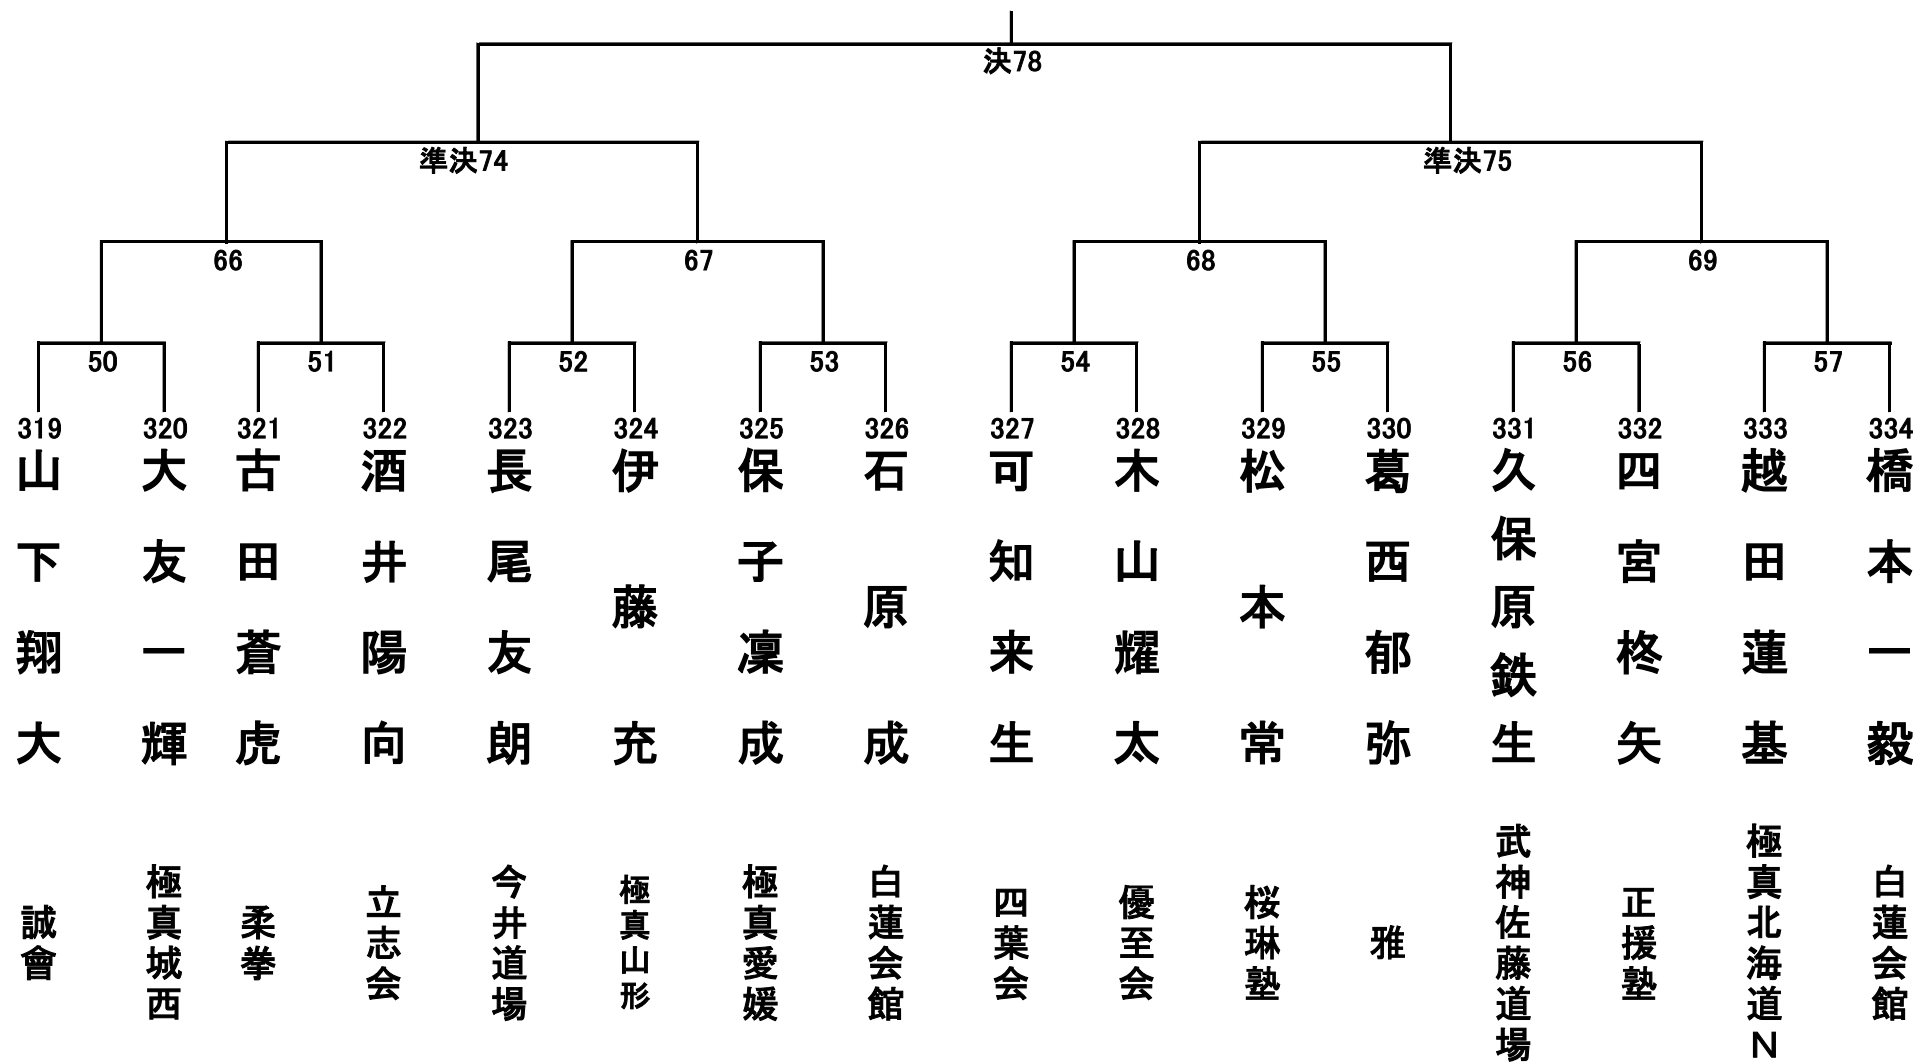 決78
準決74
準決75
66
67
68
69
50
51
52
53
54
55
56
57
319
320
321
322
323
324
325
326
327
328
329
330
331
332
333
334
山下翔大
大友一輝
古田蒼虎
酒井陽向
長尾友朗
伊藤充
保子凜成
石原成
可知来生
木山耀太
松本常
葛西郁弥
久保原鉄生
四宮柊矢
越田蓮基
橋本一毅
誠會
極真城西
柔拳
立志会
今井道場
極真山形
極真愛媛
白蓮会館
四葉会
優至会
桜琳塾
雅
武神佐藤道場
正援塾
極真北海道Ｎ
白蓮会館